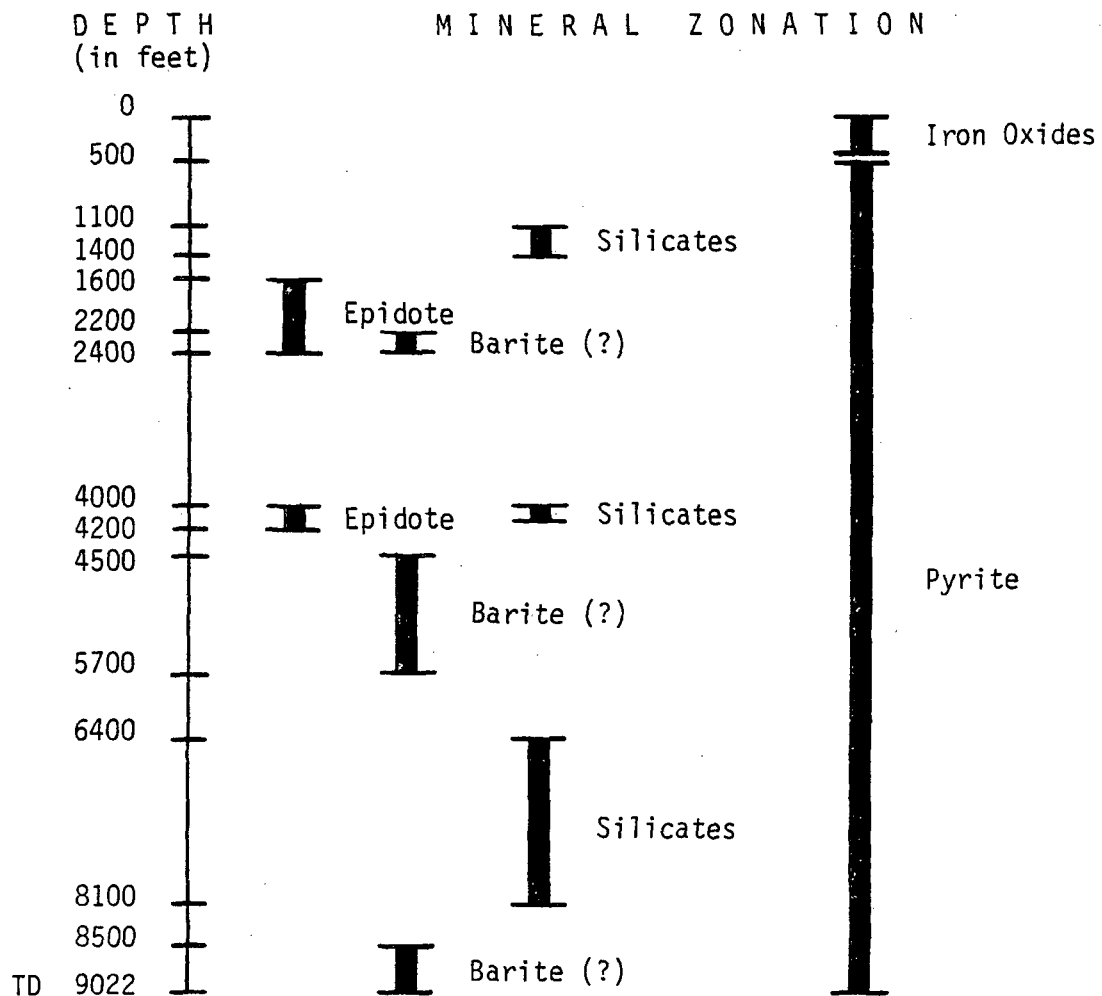 DEPTH MINERAL ZONATION
(in feet)
0
Iron Oxides
500
1100
Silicates
1400
1600
Epidote
2200
Barite (?)
2400
4000
Epidote Silicates
4200
4500
Pyrite
Barite (?)
5700
6400
Silicates
8100
8500
Barite (?)
TD 9022